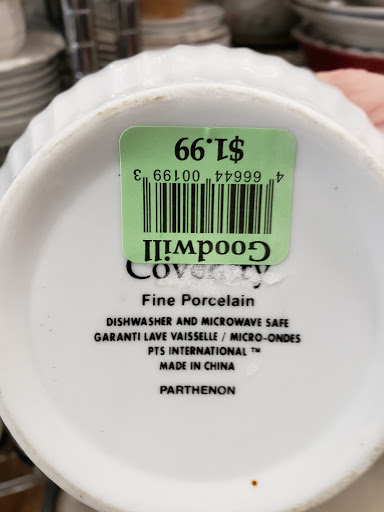 $1.99
4 66644 00199 3
Goodwill
Coventry
Fine Porcelain
DISHWASHER AND MICROWAVE SAFE
GARANTI LAVE VAISSELLE / MICRO-ONDES
PTS INTERNATIONAL ™
MADE IN CHINA
PARTHENON